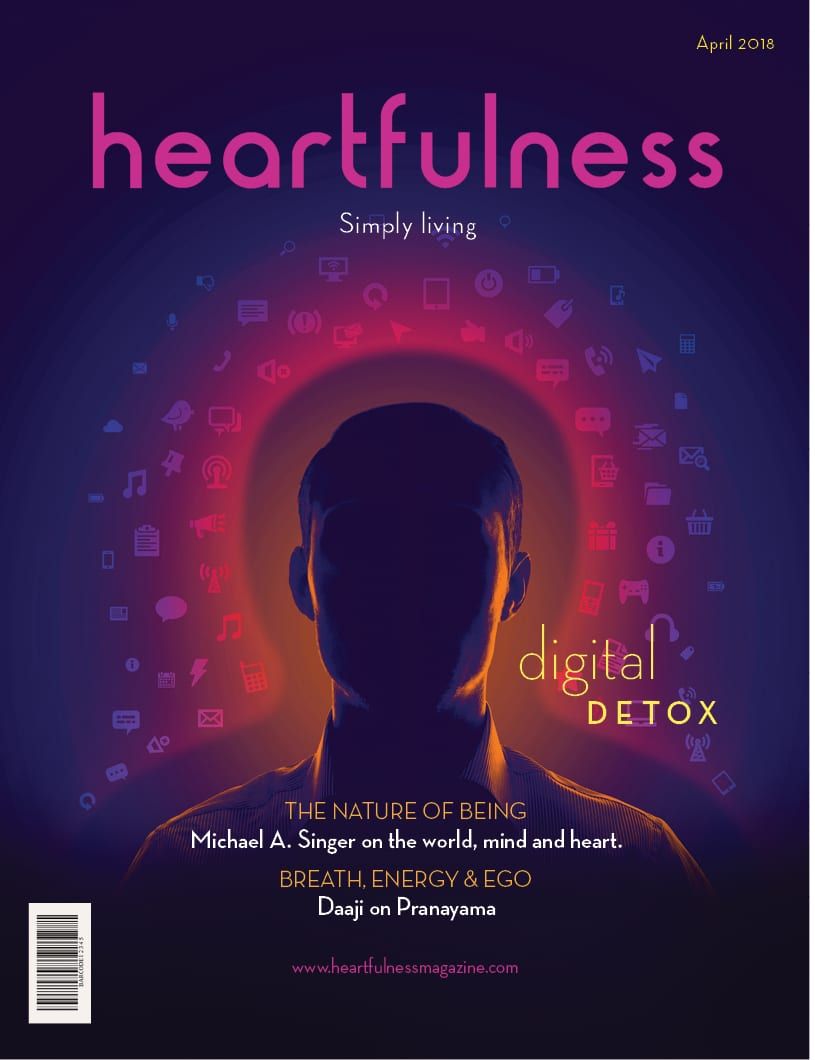 April 2018
heartfulness
Simply living
digital
DETOX
THE NATURE OF BEING
Michael A. Singer on the world, mind and heart.
BREATH, ENERGY & EGO
Daaji on Pranayama
www.heartfulnessmagazine.com
BARCODE12345